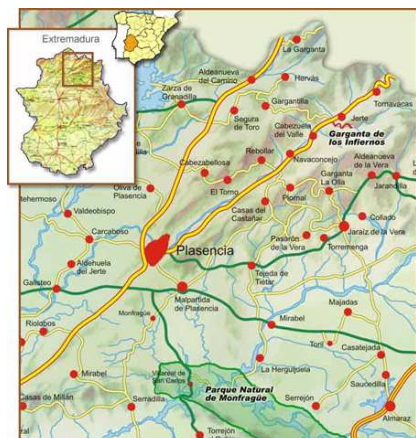 Extremadura
La Garganta
Aldeanueva
del Camino
Hervás
Zarza de
Granadilla
Gargantilla
Tornavacas
Segura
de Toro
Cabezuela
del Valle
Jerte
Garganta de
los Infiernos
Rebollar
Cabezabellosa
Navaconcejo
Aldeanueva
de la Vera
Garganta
La Olla
Jarandilla
Oliva de
Plasencia
El Torno
Casas del
Castañar
Piornal
Valdeobispo
Collado
Carcaboso
Plasencia
Pasarón
de la Vera
Jaraíz de la Vera
Torremenga
Aldehuela
del Jerte
Tejeda de
Tiétar
Galisteo
Malpartida
de Plasencia
Majadas
Riolobos
Monfragüe
Mirabel
Toril
Casatejada
Mirabel
Villareal de
San Carlos
La Herguijuela
Saucedilla
Parque Natural
de Monfragüe
Casas de Millán
Serradilla
Serrejón
Almaraz
Torrejón